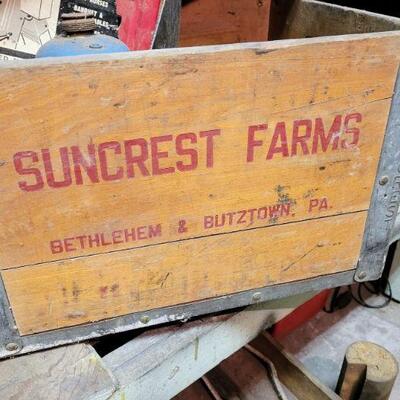 SUNCREST FARMS
BETHLEHEM & BUTZTOWN, PA.